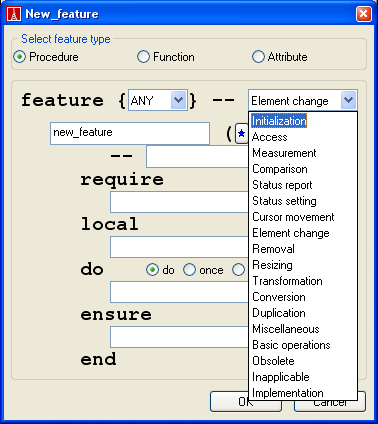 New_feature
Select feature type
Procedure Function Attribute
feature { ANY } -- Element change
Initialization
new_feature ( Access
Measurement
-- Comparison
require Status report
Status setting
Cursor movement
local Element change
Removal
do do once Resizing
Transformation
Conversion
ensure Duplication
Miscellaneous
Basic operations
end Obsolete
Inapplicable
OK Cancel Implementation